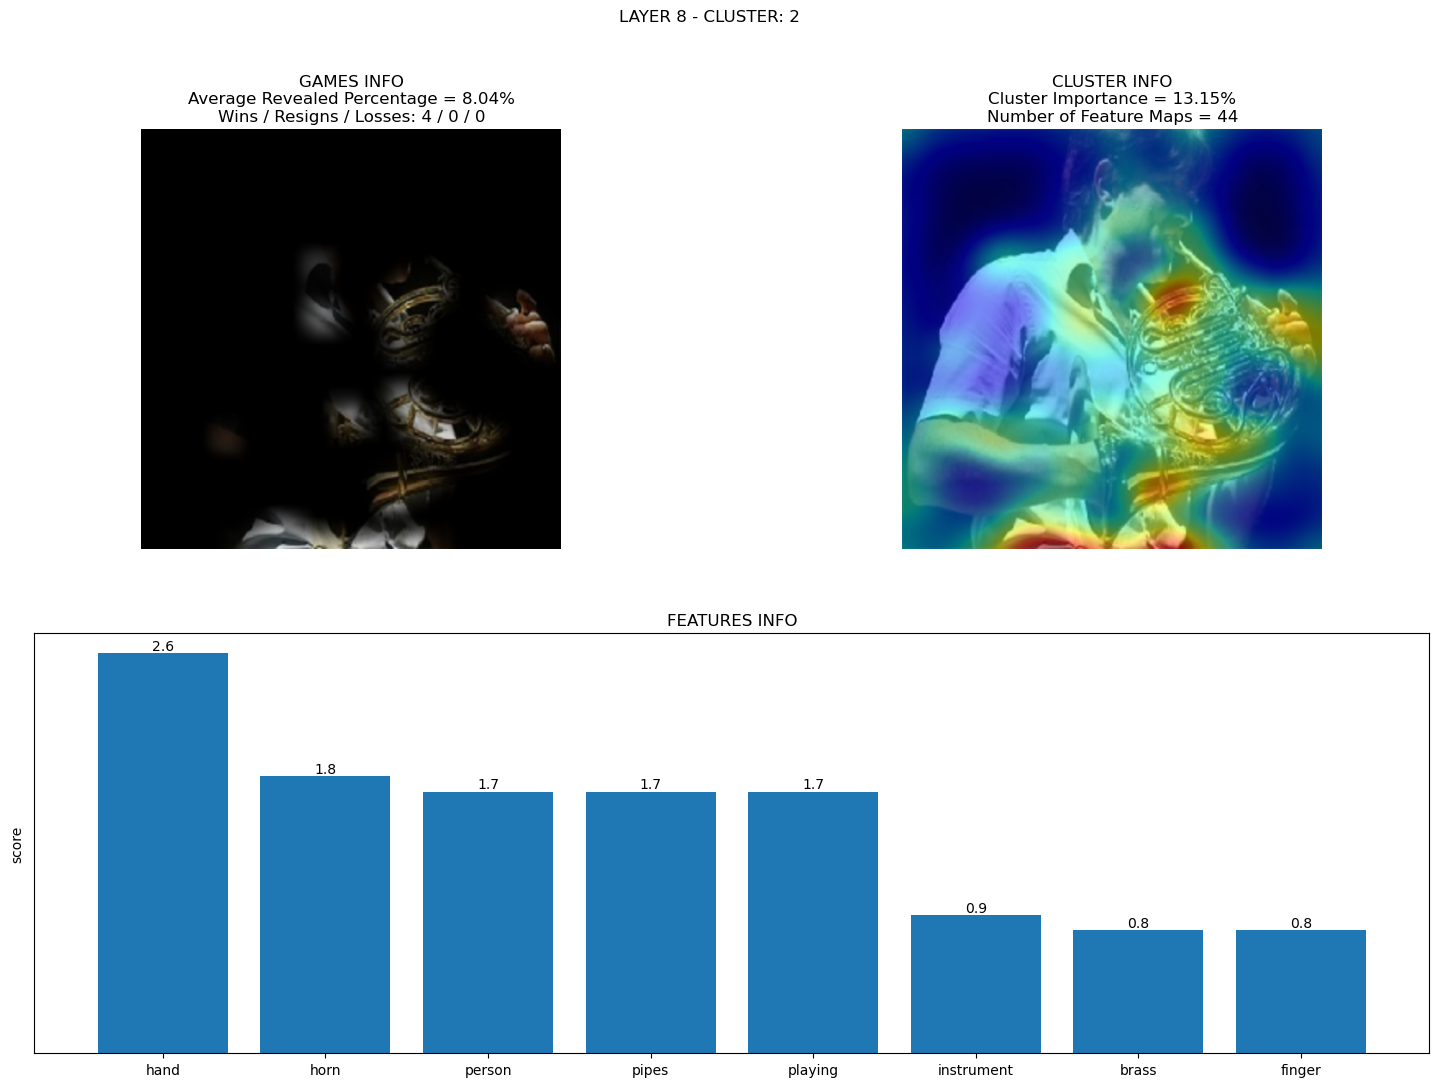 LAYER 8 - CLUSTER: 2
GAMES INFO
Average Revealed Percentage = 8.04%
Wins / Resigns / Losses: 4 / 0 / 0
CLUSTER INFO
Cluster Importance = 13.15%
Number of Feature Maps = 44
FEATURES INFO
score
2.6
1.8
1.7
1.7
1.7
0.9
0.8
0.8
hand
horn
person
pipes
playing
instrument
brass
finger